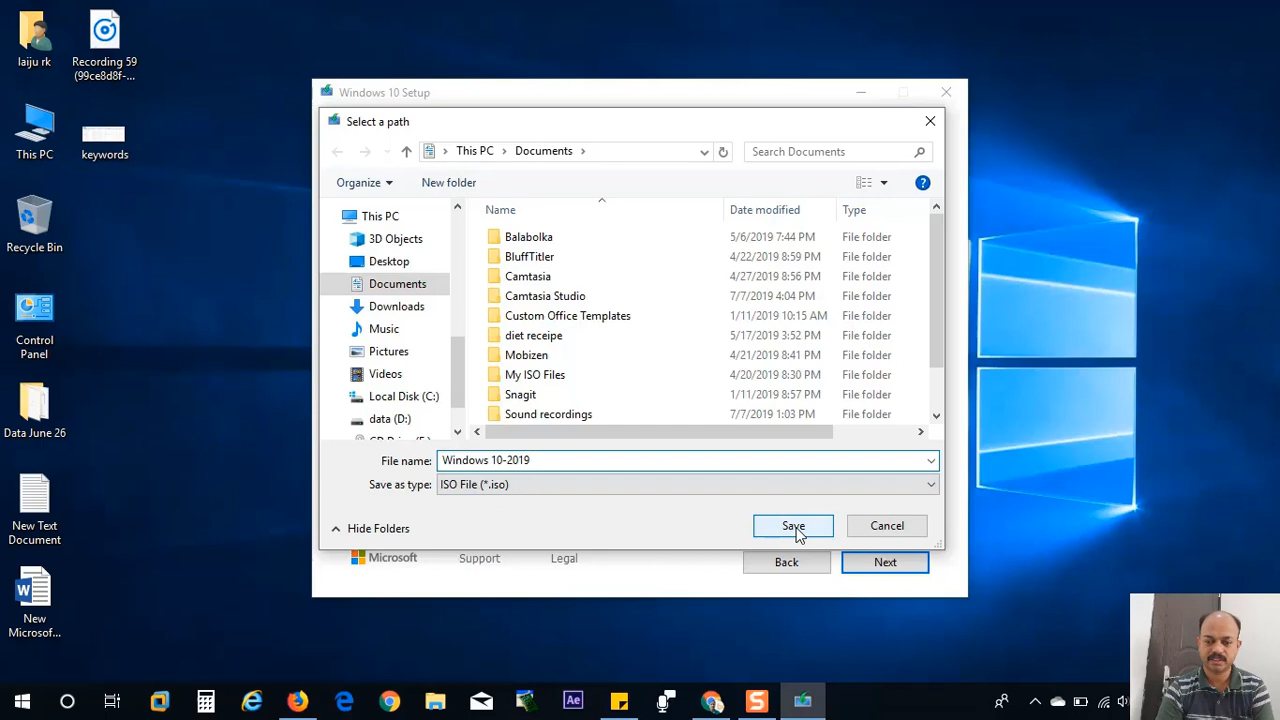 laiju rk
Recording 59
(99ce8d8f-...
This PC
keywords
Recycle Bin
Control
Panel
Data June 26
New Text
Document
New
Microsof...
Windows 10 Setup
Select a path
This PC
Documents
Search Documents
Organize
New folder
This PC
3D Objects
Desktop
Documents
Downloads
Music
Pictures
Videos
Local Disk (C:)
data (D:)
Name Date modified Type
Balabolka 5/6/2019 7:44 PM File folder
BluffTitler 4/22/2019 8:59 PM File folder
Camtasia 4/27/2019 8:56 PM File folder
Camtasia Studio 7/7/2019 4:04 PM File folder
Custom Office Templates 1/11/2019 10:15 AM File folder
diet receipe 5/17/2019 3:52 PM File folder
Mobizen 4/21/2019 8:41 PM File folder
My ISO Files 4/20/2019 8:30 PM File folder
Snagit 1/11/2019 8:57 PM File folder
Sound recordings 7/7/2019 1:03 PM File folder
File name: Windows 10-2019
Save as type: ISO File (*.iso)
Hide Folders
Save
Cancel
Microsoft
Support
Legal
Back
Next
W
e
Ae
S